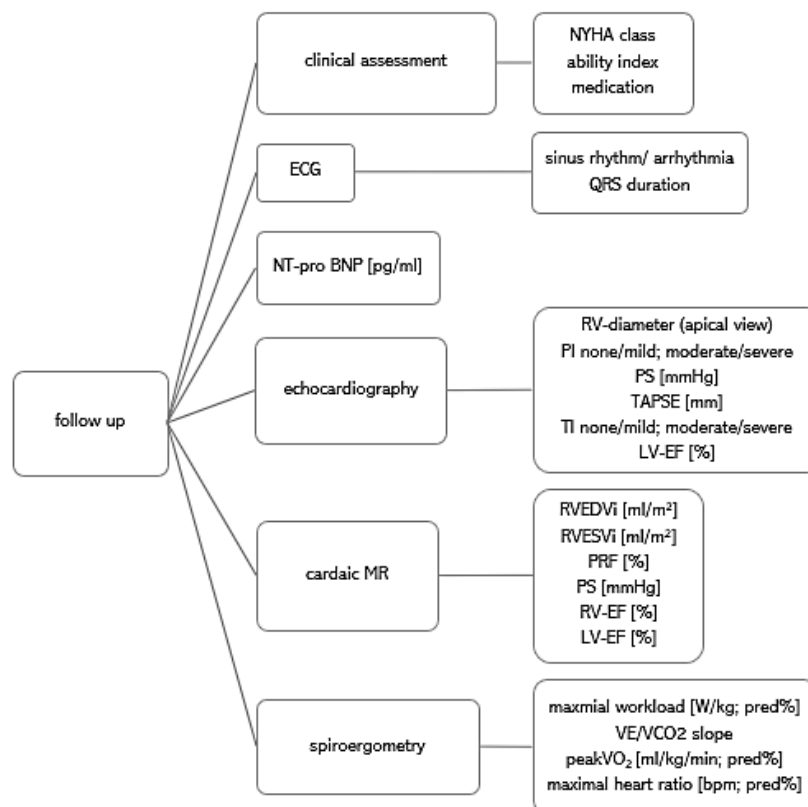 clinical assessment
NYHA class
ability index
medication
ECG
sinus rhythm/ arrhythmia
QRS duration
NT-pro BNP [pg/ml]
follow up
echocardiography
RV-diameter (apical view)
PI none/mild; moderate/severe
PS [mmHg]
TAPSE [mm]
TI none/mild; moderate/severe
LV-EF [%]
cardaic MR
RVEDVi [ml/m²]
RVESVi [ml/m²]
PRF [%]
PS [mmHg]
RV-EF [%]
LV-EF [%]
spiroergometry
maxmial workload [W/kg; pred%]
VE/VCO2 slope
peakVO₂ [ml/kg/min; pred%]
maximal heart ratio [bpm; pred%]